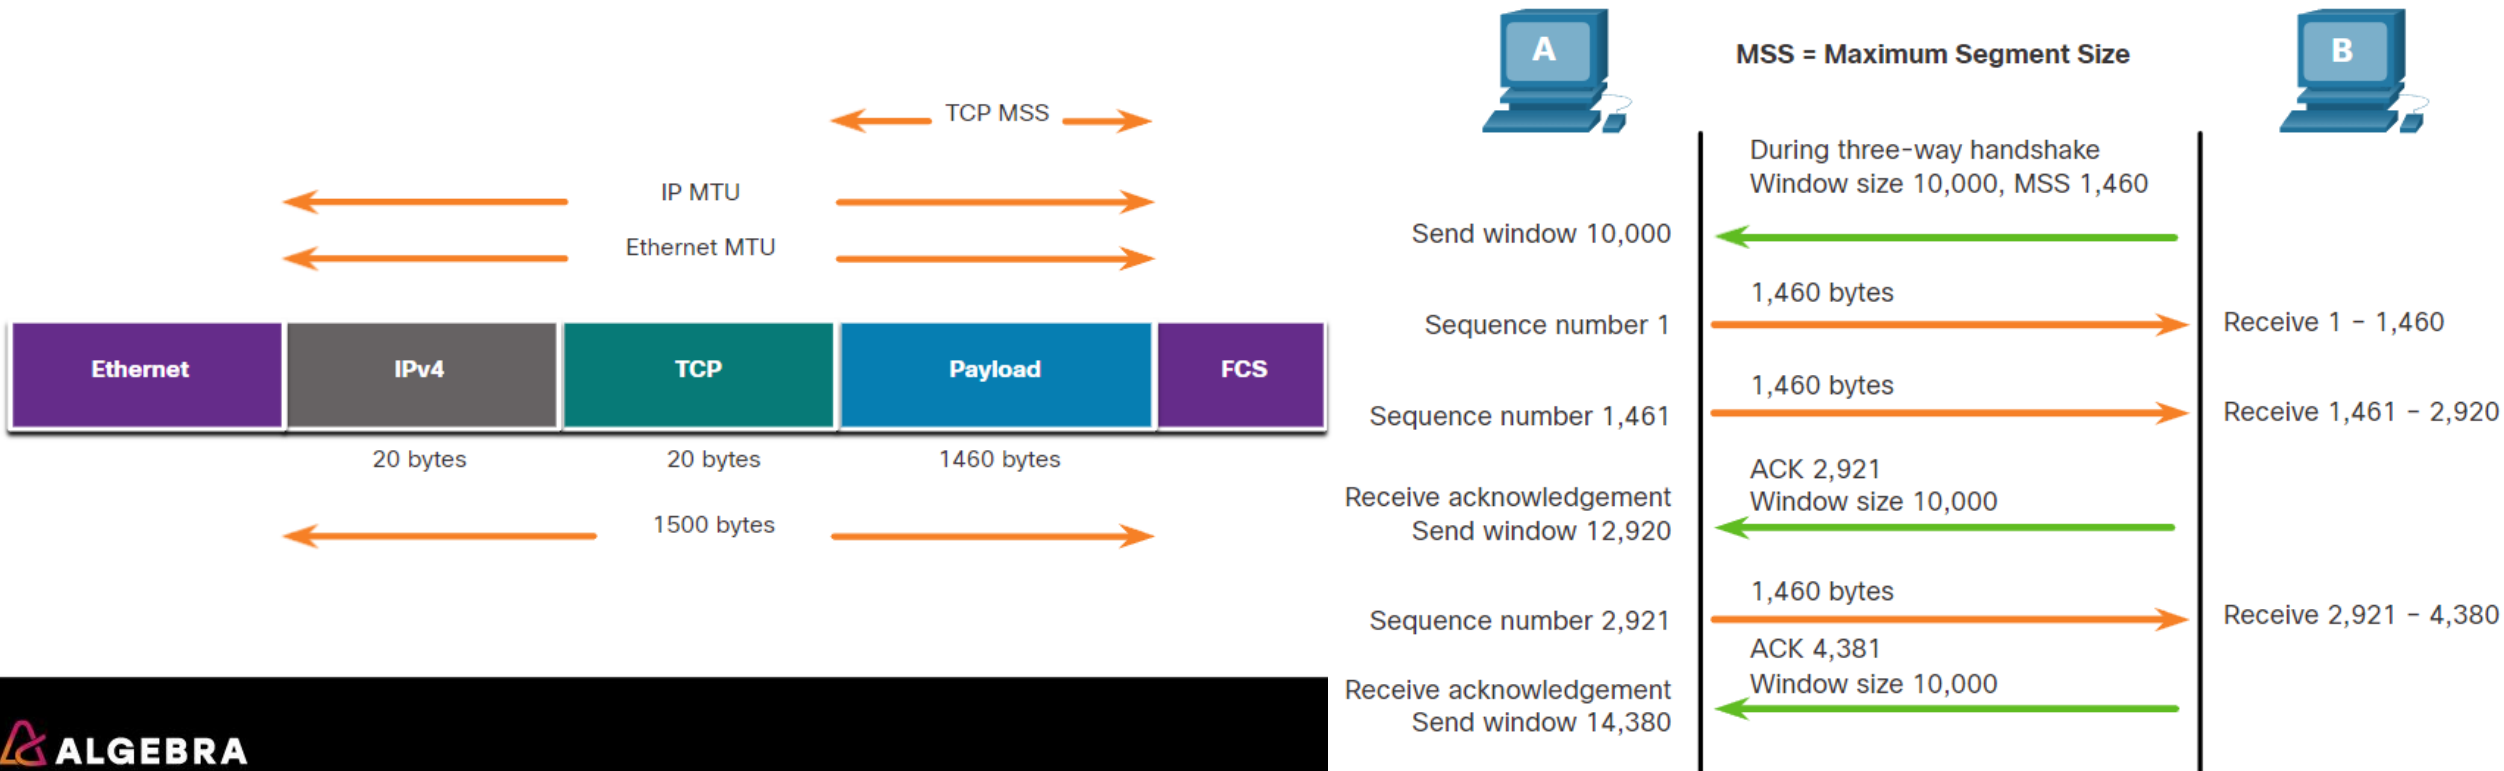 TCP MSS
IP MTU
Ethernet MTU
Ethernet
IPv4
TCP
Payload
FCS
20 bytes
20 bytes
1460 bytes
1500 bytes
ALGEBRA
A
MSS = Maximum Segment Size
B
During three-way handshake
Window size 10,000, MSS 1,460
Send window 10,000
1,460 bytes
Sequence number 1
Receive 1 - 1,460
1,460 bytes
Sequence number 1,461
Receive 1,461 - 2,920
ACK 2,921
Window size 10,000
Receive acknowledgement
Send window 12,920
1,460 bytes
Sequence number 2,921
Receive 2,921 - 4,380
ACK 4,381
Window size 10,000
Receive acknowledgement
Send window 14,380